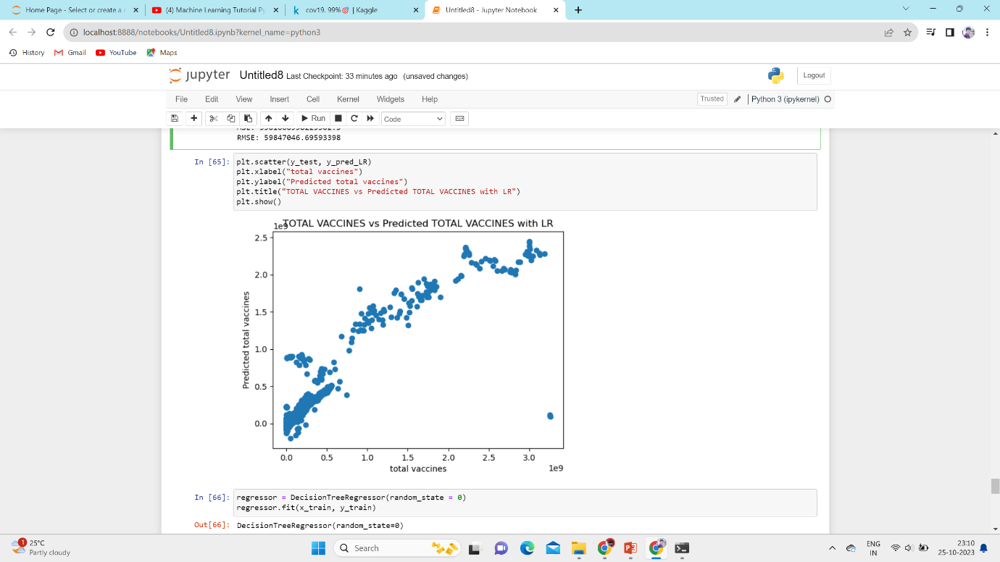 Home Page - Select or create a
(4) Machine Learning | Projects
cov19. 99%🎯 | Kaggle
Untitled8 - Jupyter Notebook
localhost:8888/notebooks/Untitled8.ipynb?kernel_name=python3
History
Gmail
YouTube
Maps
jupyter Untitled8 Last Checkpoint: 33 minutes ago (unsaved changes)
Logout
File Edit View Insert Cell Kernel Widgets Help
Trusted
Python 3 (ipykernel)
Run
Code
RMSE: 59847046.69593398
In [65]:
plt.scatter(y_test, y_pred_LR)
plt.xlabel("total vaccines")
plt.ylabel("Predicted total vaccines")
plt.title("TOTAL VACCINES vs Predicted TOTAL VACCINES with LR")
plt.show()
1e9
TOTAL VACCINES vs Predicted TOTAL VACCINES with LR
2.5
2.0
1.5
1.0
0.5
0.0
Predicted total vaccines
0.0 0.5 1.0 1.5 2.0 2.5 3.0
total vaccines
1e9
In [66]:
regressor = DecisionTreeRegressor(random_state = 0)
regressor.fit(x_train, y_train)
Out[66]: DecisionTreeRegressor(random_state=0)
1
25°C
Partly cloudy
Search
ENG
IN
23:10
25-10-2023